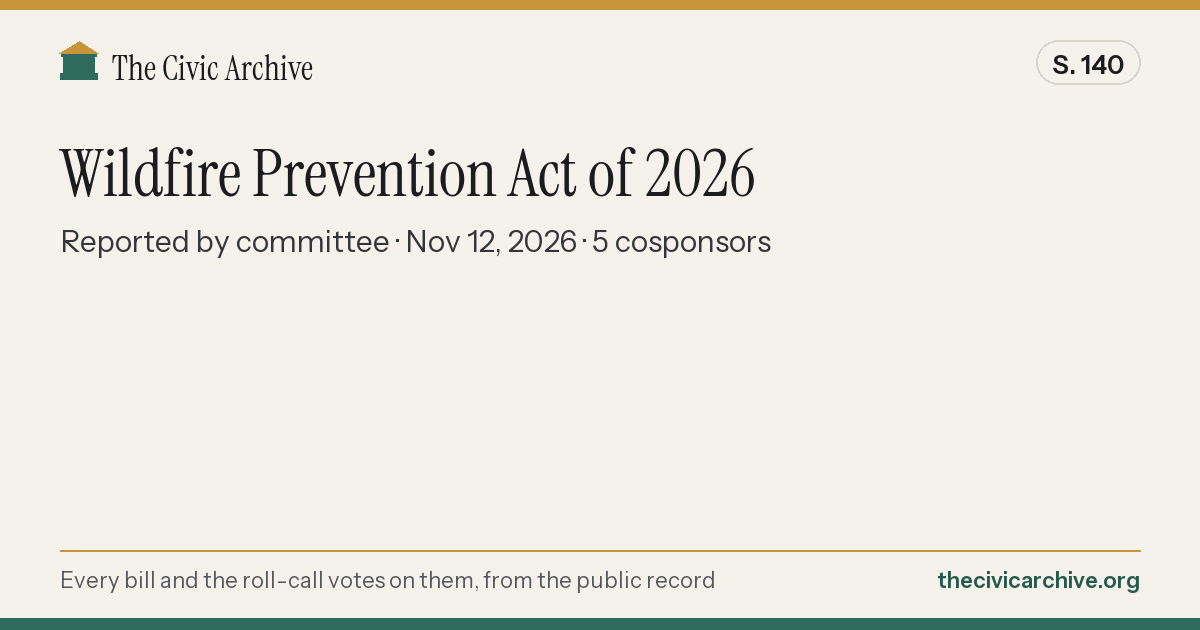 The Civic Archive
S. 140
Wildfire Prevention Act of 2026
Reported by committee · Nov 12, 2026 · 5 cosponsors
Every bill and the roll-call votes on them, from the public record
thecivicarchive.org